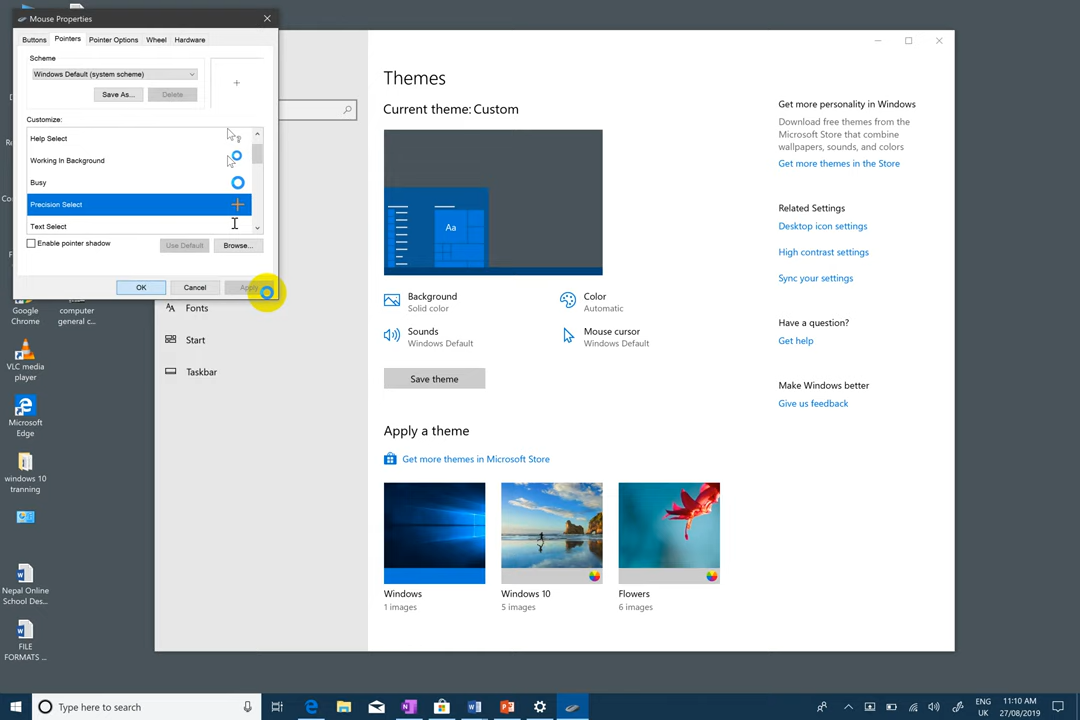 Mouse Properties
Buttons
Pointers
Pointer Options
Wheel
Hardware
Scheme
Windows Default (system scheme)
Save As...
Delete
Customize:
Help Select
Working In Background
Busy
Precision Select
Text Select
Enable pointer shadow
Use Default
Browse...
OK
Cancel
Apply
Google
Chrome
computer
general c...
VLC media
player
Microsoft
Edge
windows 10
tranning
Nepal Online
School Des...
FILE
FORMATS ...
Fonts
Start
Taskbar
Themes
Current theme: Custom
Aa
Background
Solid color
Color
Automatic
Sounds
Windows Default
Mouse cursor
Windows Default
Save theme
Apply a theme
Get more themes in Microsoft Store
Windows
1 images
Windows 10
5 images
Flowers
6 images
Get more personality in Windows
Download free themes from the
Microsoft Store that combine
wallpapers, sounds, and colors
Get more themes in the Store
Related Settings
Desktop icon settings
High contrast settings
Sync your settings
Have a question?
Get help
Make Windows better
Give us feedback
Type here to search
ENG
UK
11:10 AM
27/08/2019